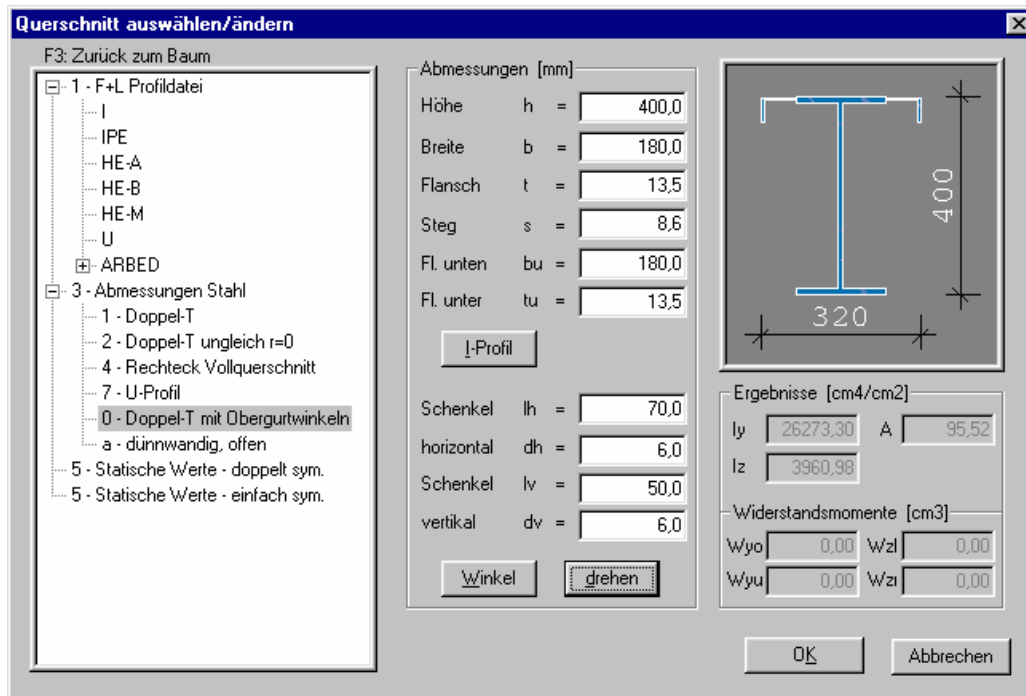 Querschnitt auswählen/ändern
F3: Zurück zum Baum
1 - F+L Profildatei
I
IPE
HE-A
HE-B
HE-M
U
ARBED
3 - Abmessungen Stahl
1 - Doppel-T
2 - Doppel-T ungleich r=0
4 - Rechteck Vollquerschnitt
7 - U-Profil
0 - Doppel-T mit Obergurtwinkeln
a - dünnwandig, offen
5 - Statische Werte - doppelt sym.
5 - Statische Werte - einfach sym.
Abmessungen [mm]
Höhe h = 400,0
Breite b = 180,0
Flansch t = 13,5
Steg s = 8,6
Fl. unten bu = 180,0
Fl. unter tu = 13,5
I-Profil
Schenkel lh = 70,0
horizontal dh = 6,0
Schenkel lv = 50,0
vertikal dv = 6,0
Winkel drehen
400
320
Ergebnisse [cm4/cm2]
Iy 26273,30 A 95,52
Iz 3960,98
Widerstandsmomente [cm3]
Wyo 0,00 Wzl 0,00
Wyu 0,00 Wzr 0,00
OK Abbrechen